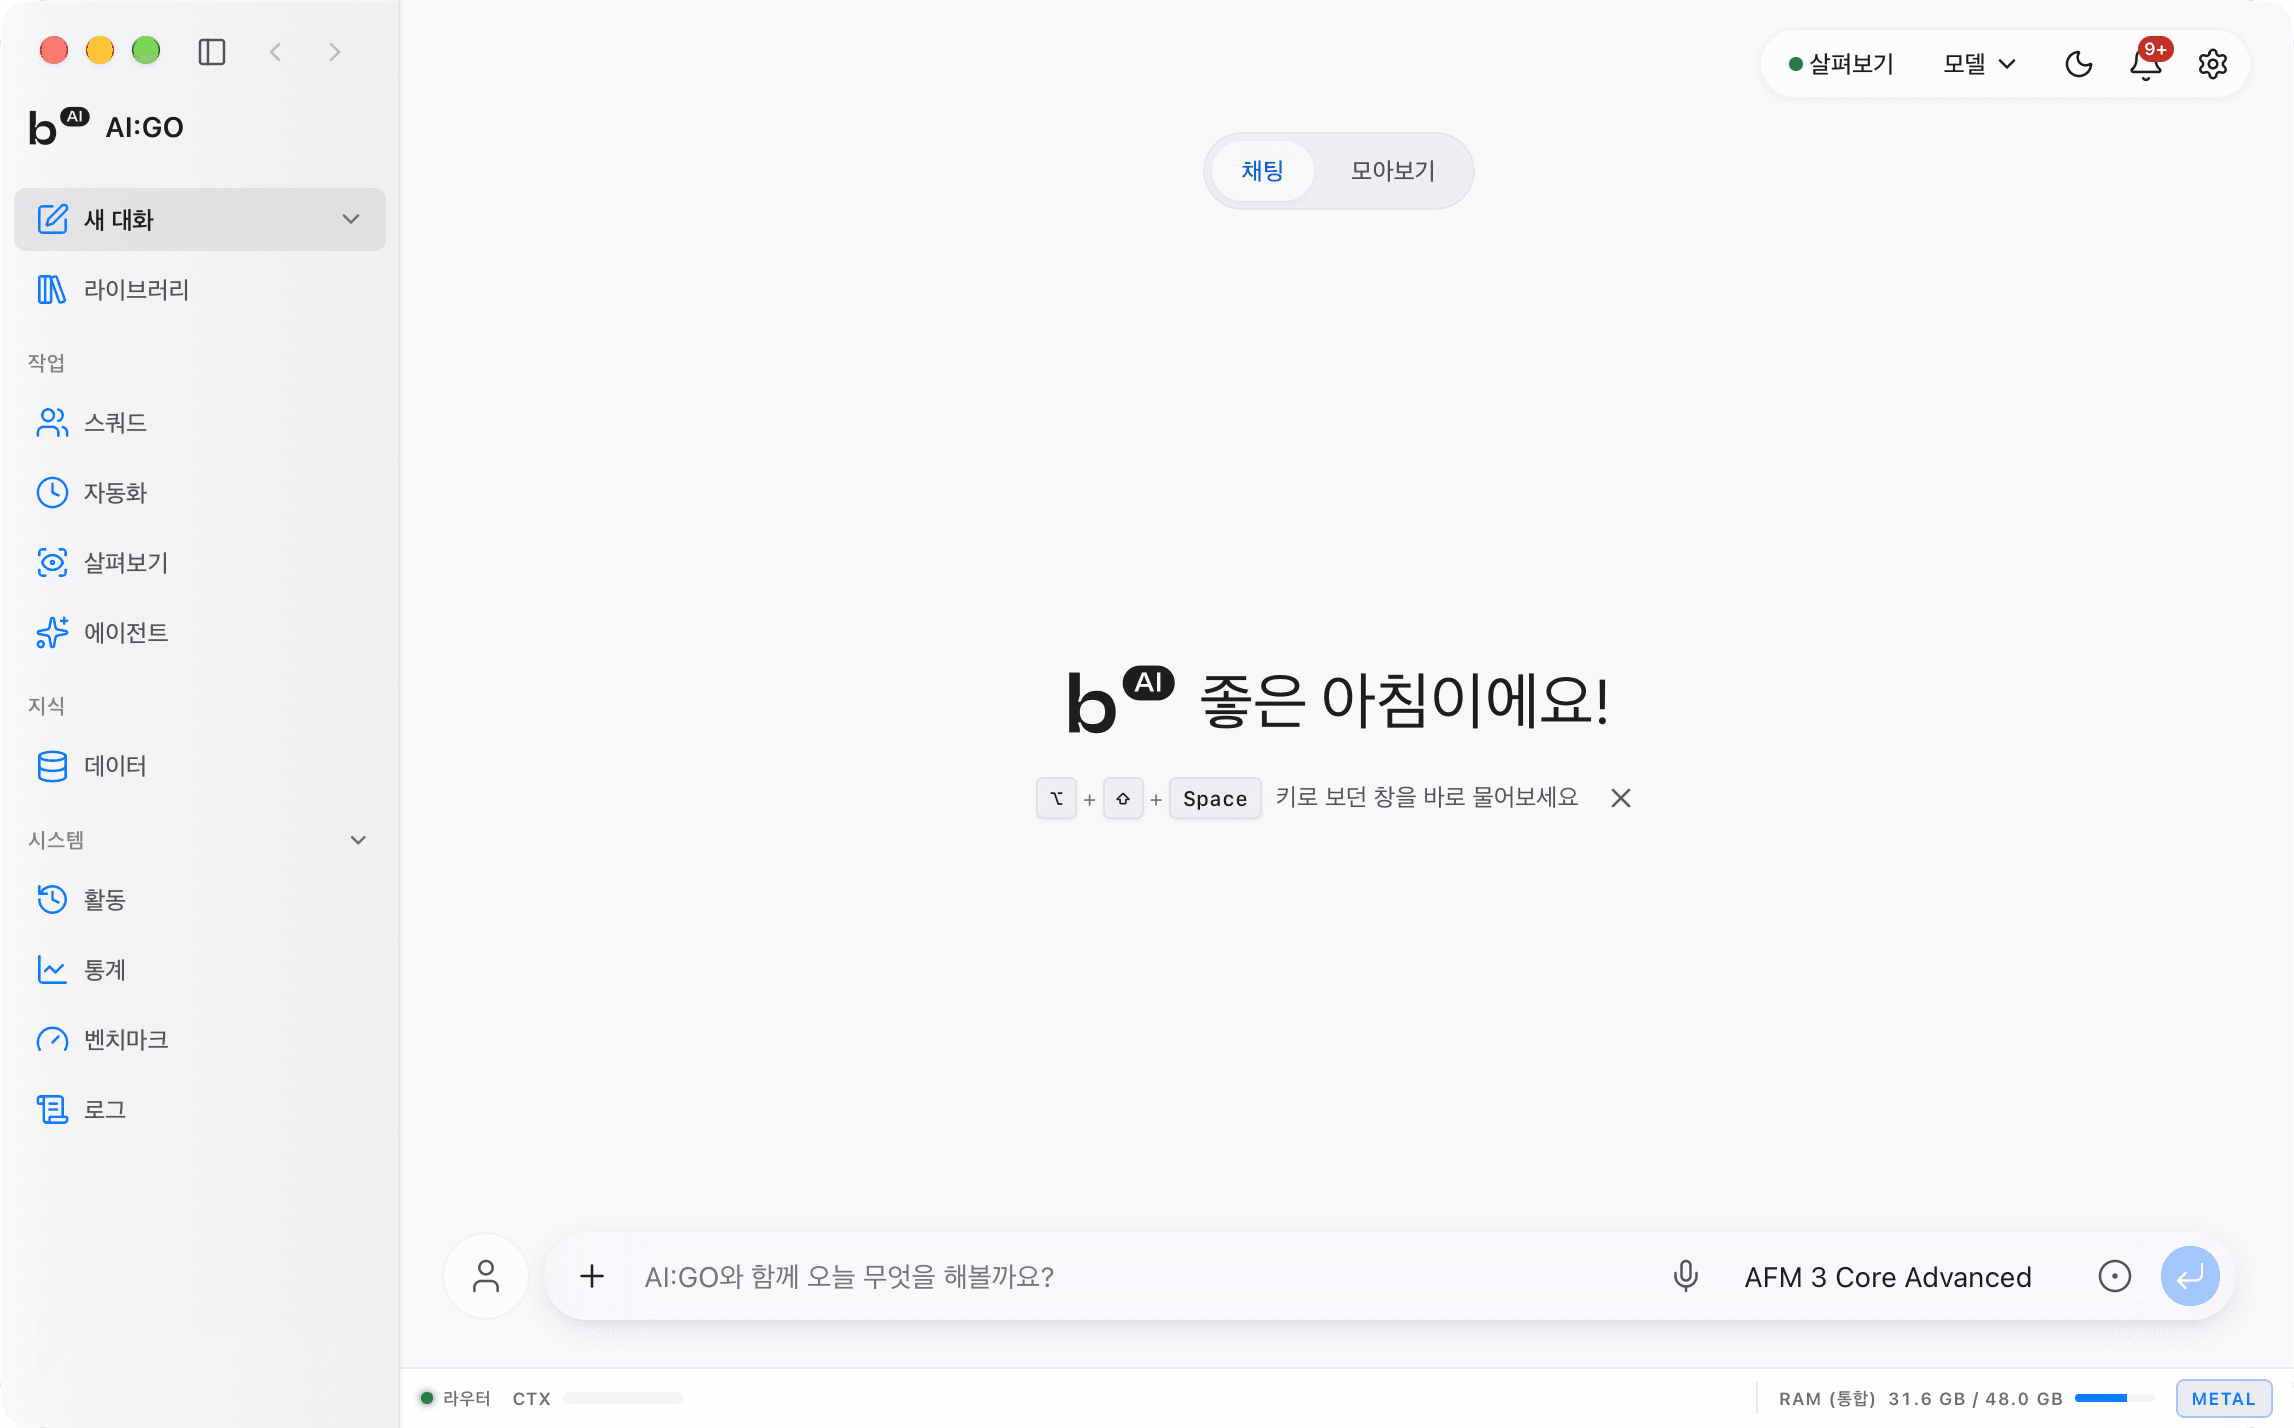 b AI AI:GO
새 대화
라이브러리
작업
스쿼드
자동화
살펴보기
에이전트
지식
데이터
시스템
활동
통계
벤치마크
로그
살펴보기 모델 9+
채팅 모아보기
b AI 좋은 아침이에요!
⌥ + ⇧ + Space 키로 보던 창을 바로 물어보세요
AI:GO와 함께 오늘 무엇을 해볼까요? AFM 3 Core Advanced
라우터 CTX RAM (통합) 31.6 GB / 48.0 GB METAL